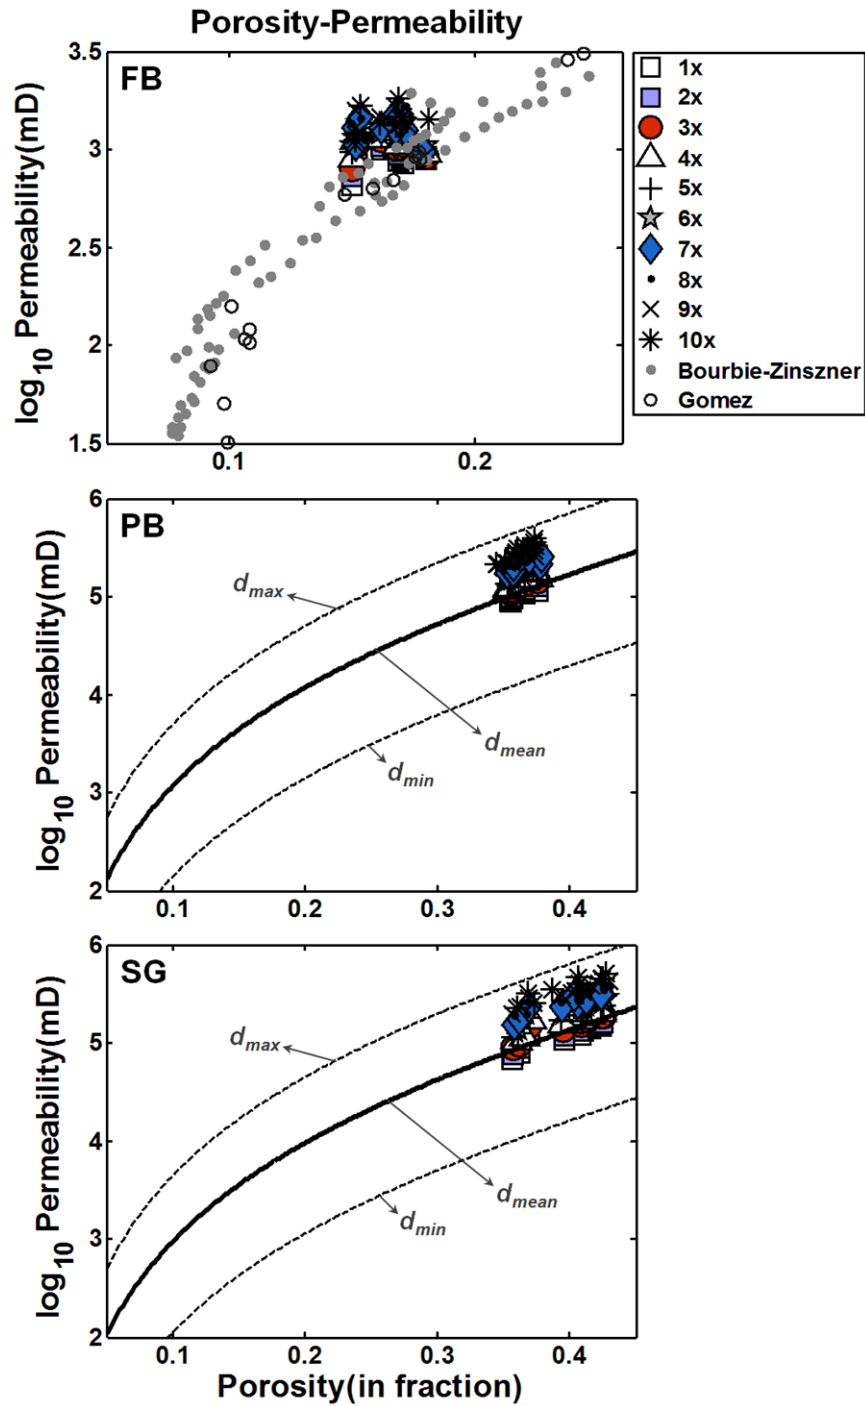 Porosity-Permeability
FB
log10 Permeability(mD)
3.5
3
2.5
2
1.5
0.1
0.2
1x
2x
3x
4x
5x
6x
7x
8x
9x
10x
Bourbie-Zinszner
Gomez
PB
log10 Permeability(mD)
6
5
4
3
2
dmax
dmean
dmin
0.1
0.2
0.3
0.4
SG
log10 Permeability(mD)
6
5
4
3
2
dmax
dmean
dmin
0.1
0.2
0.3
0.4
Porosity(in fraction)